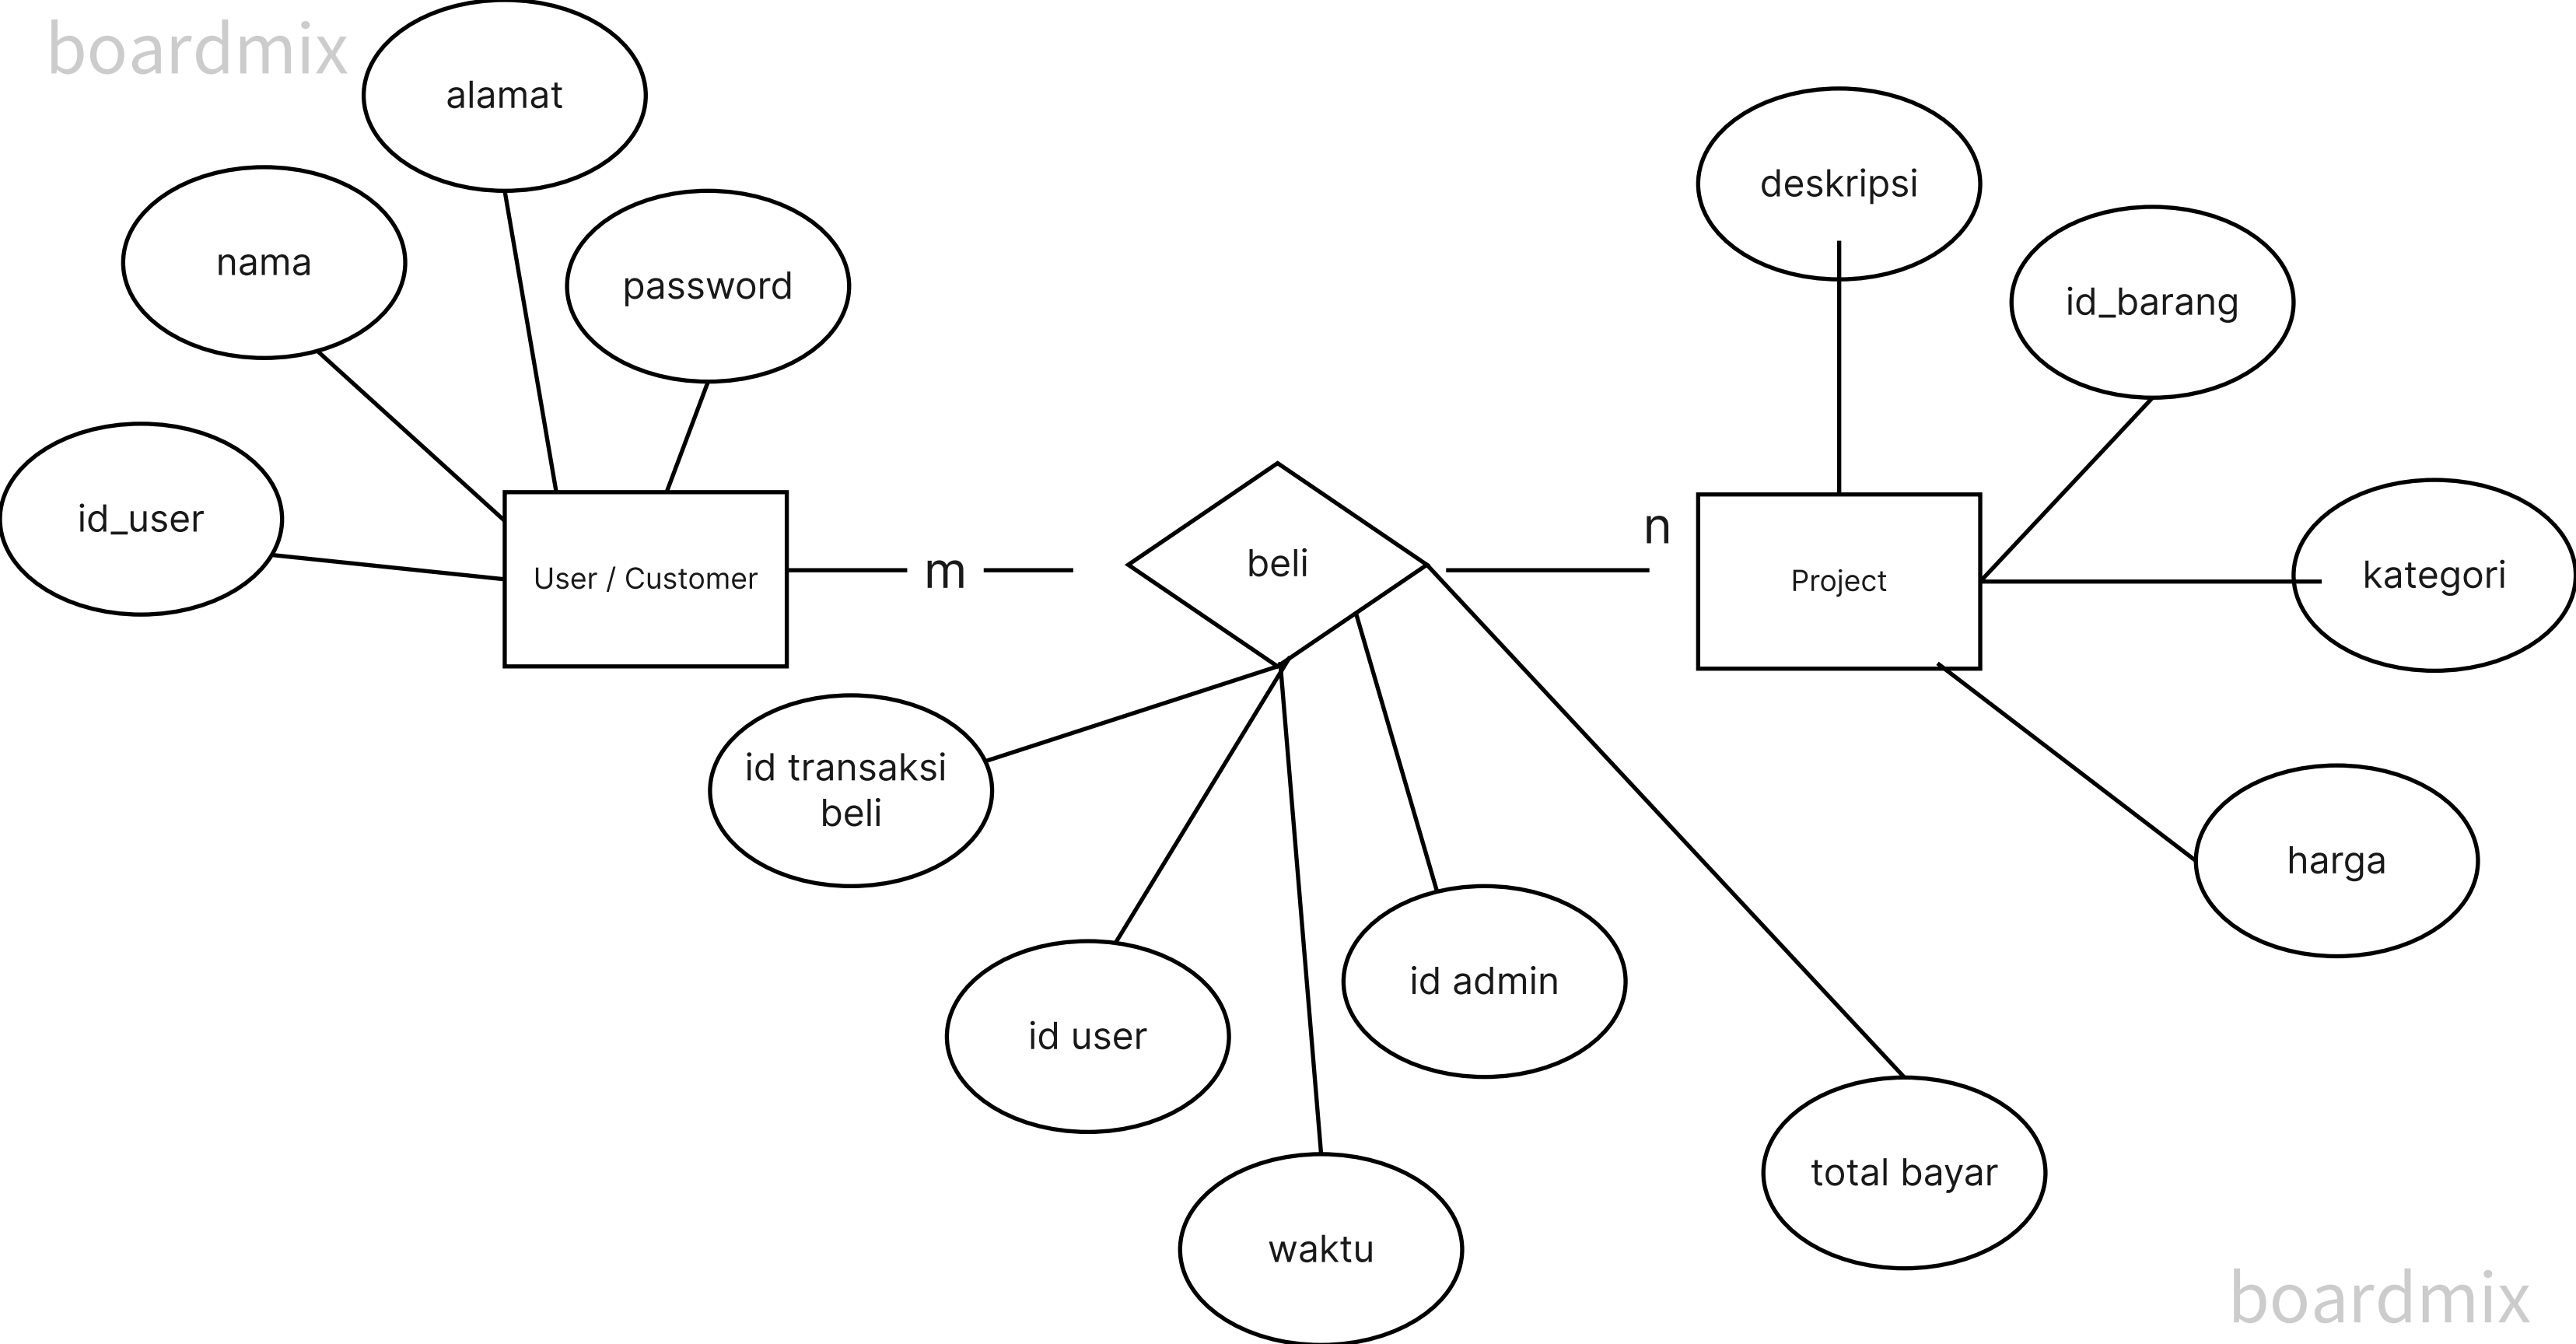 boardmix
alamat
nama
password
id_user
User / Customer
m
beli
n
deskripsi
id_barang
Project
kategori
harga
id transaksi
beli
id user
id admin
waktu
total bayar
boardmix